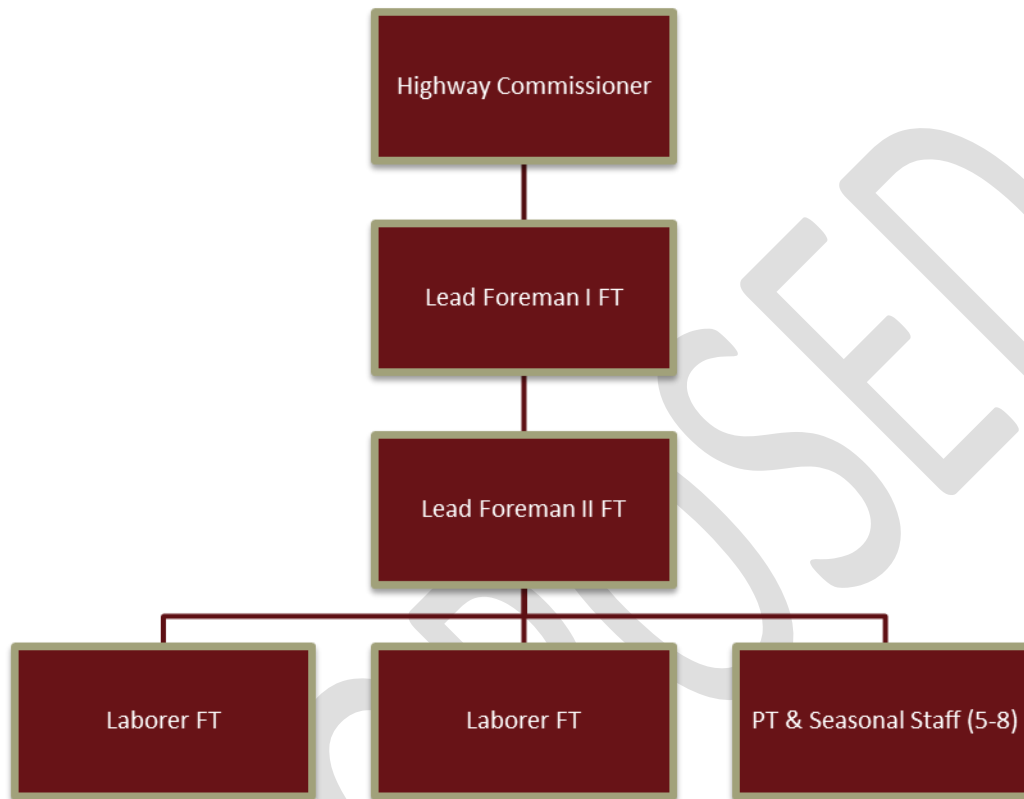 Highway Commissioner
Lead Foreman I FT
Lead Foreman II FT
Laborer FT
Laborer FT
PT & Seasonal Staff (5-8)